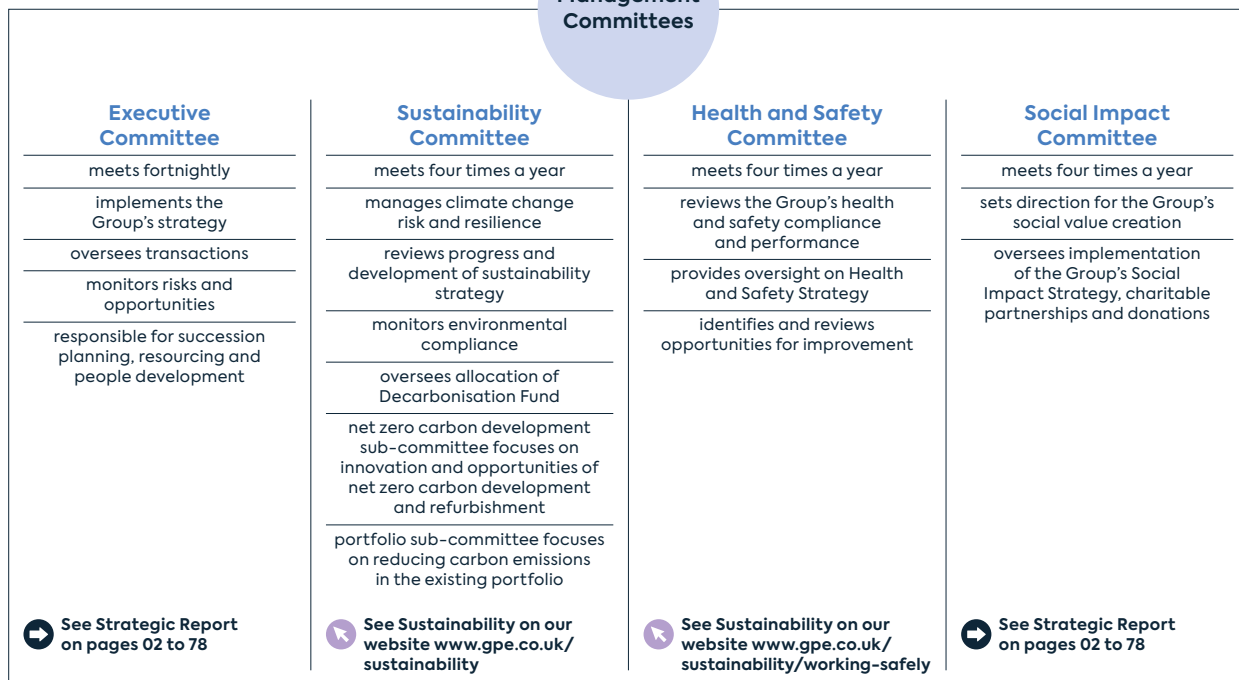 Management
Committees
Executive
Committee
meets fortnightly
implements the
Group’s strategy
oversees transactions
monitors risks and
opportunities
responsible for succession
planning, resourcing and
people development
See Strategic Report
on pages 02 to 78
Sustainability
Committee
meets four times a year
manages climate change
risk and resilience
reviews progress and
development of sustainability
strategy
monitors environmental
compliance
oversees allocation of
Decarbonisation Fund
net zero carbon development
sub-committee focuses on
innovation and opportunities of
net zero carbon development
and refurbishment
portfolio sub-committee focuses
on reducing carbon emissions
in the existing portfolio
See Sustainability on our
website www.gpe.co.uk/
sustainability
Health and Safety
Committee
meets four times a year
reviews the Group’s health
and safety compliance
and performance
provides oversight on Health
and Safety Strategy
identifies and reviews
opportunities for improvement
See Sustainability on our
website www.gpe.co.uk/
sustainability/working-safely
Social Impact
Committee
meets four times a year
sets direction for the Group’s
social value creation
oversees implementation
of the Group’s Social
Impact Strategy, charitable
partnerships and donations
See Strategic Report
on pages 02 to 78